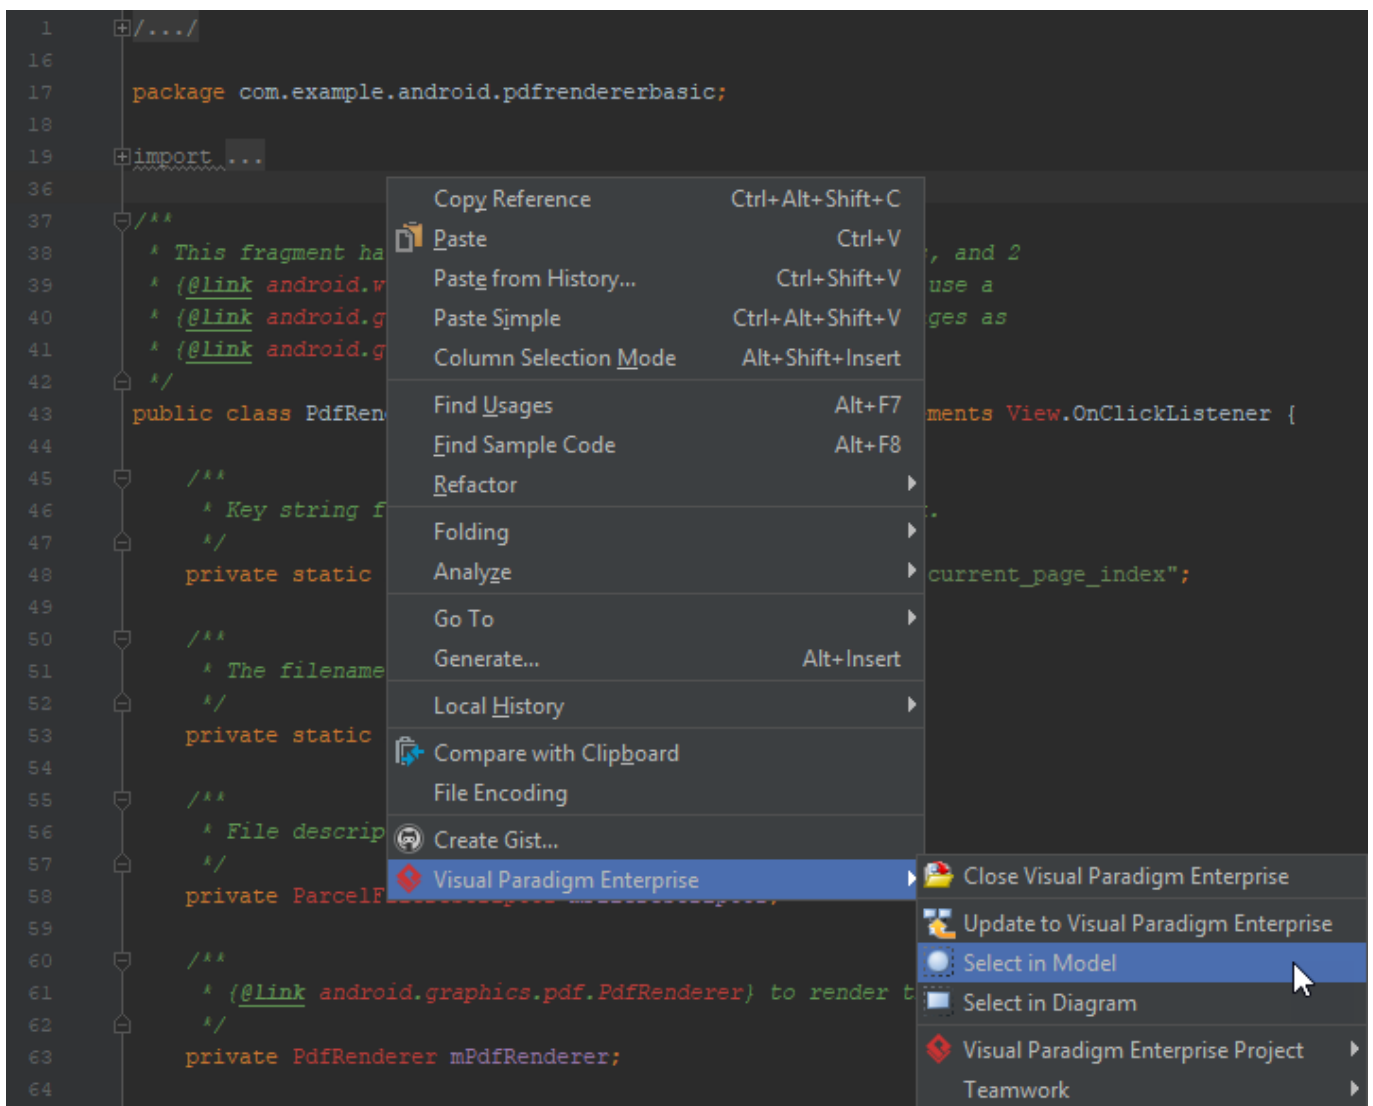 1 /.../
16
17 package com.example.android.pdfrendererbasic;
18
19 import ...
36
37 /**
38 * This fragment ha , and 2
39 * {@link android.w use a
40 * {@link android.g ges as
41 * {@link android.g
42 */
43 public class PdfRen ments View.OnClickListener {
44
45 /**
46 * Key string f .
47 */
48 private static current_page_index";
49
50 /**
51 * The filename
52 */
53 private static
54
55 /**
56 * File descrip
57 */
58 private ParcelF
59
60 /**
61 * {@link android.graphics.pdf.PdfRenderer} to render t
62 */
63 private PdfRenderer mPdfRenderer;
64
Copy Reference Ctrl+Alt+Shift+C
Paste Ctrl+V
Paste from History... Ctrl+Shift+V
Paste Simple Ctrl+Alt+Shift+V
Column Selection Mode Alt+Shift+Insert
Find Usages Alt+F7
Find Sample Code Alt+F8
Refactor
Folding
Analyze
Go To
Generate... Alt+Insert
Local History
Compare with Clipboard
File Encoding
Create Gist...
Visual Paradigm Enterprise
Close Visual Paradigm Enterprise
Update to Visual Paradigm Enterprise
Select in Model
Select in Diagram
Visual Paradigm Enterprise Project
Teamwork